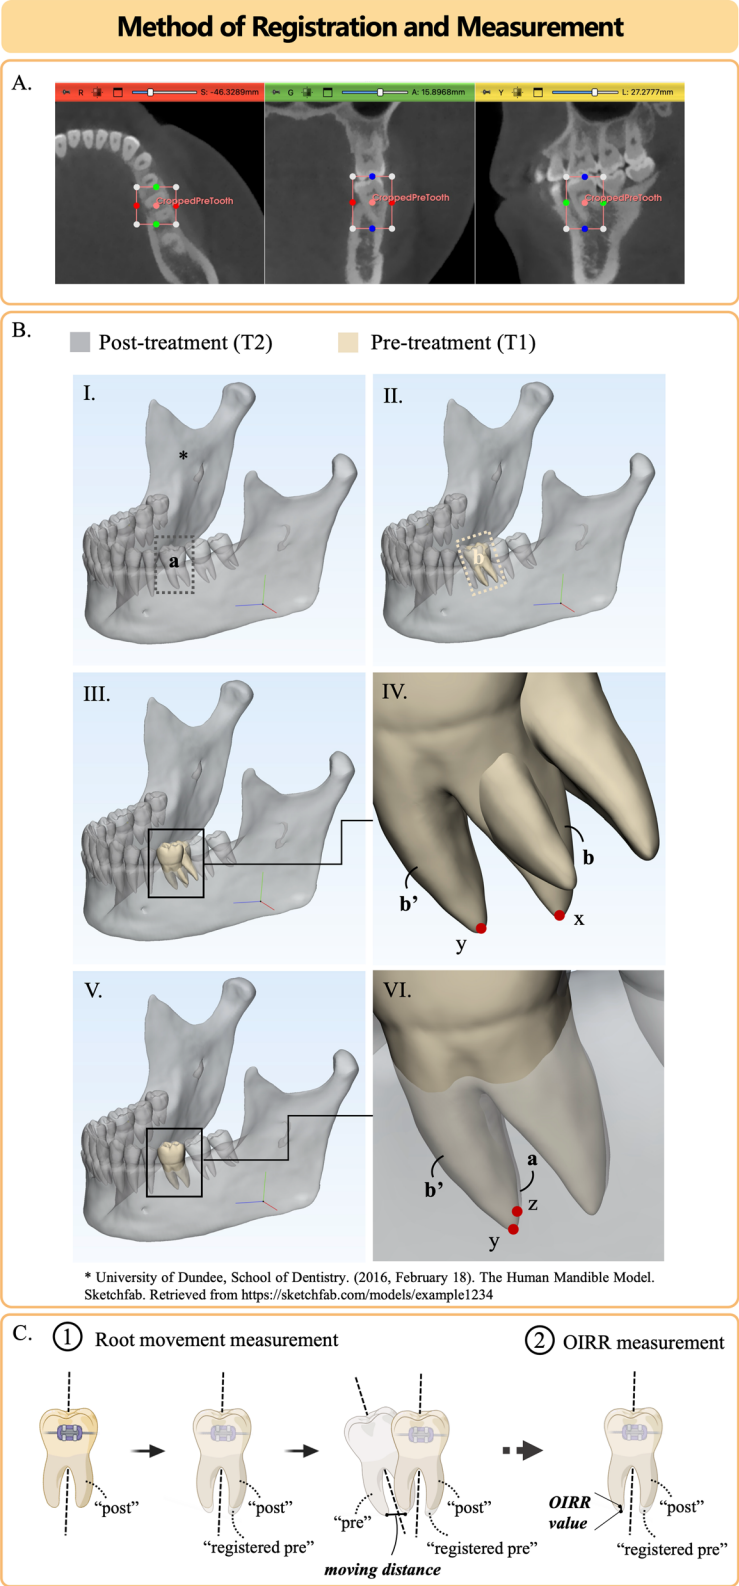 Method of Registration and Measurement
A.
R S: -46.3289mm
G A: 15.8968mm
Y L: 27.2777mm
CroppedPreTooth
CroppedPreTooth
CroppedPreTooth
B.
Post-treatment (T2)
Pre-treatment (T1)
I.
*
a
II.
b
III.
IV.
b
b’
x
y
V.
VI.
a
b’
z
y
* University of Dundee, School of Dentistry. (2016, February 18). The Human Mandible Model.
Sketchfab. Retrieved from https://sketchfab.com/models/example1234
C.
1 Root movement measurement
2 OIRR measurement
“post”
“post”
“registered pre”
“pre”
“post”
“registered pre”
moving distance
OIRR
value
“post”
“registered pre”